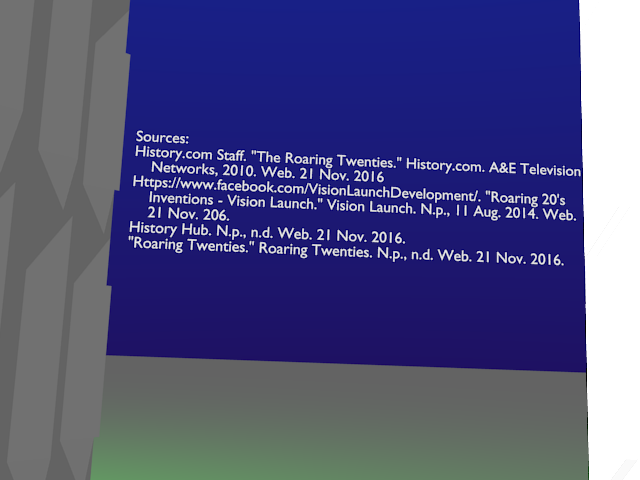 Sources:
History.com Staff. "The Roaring Twenties." History.com. A&E Television
Networks, 2010. Web. 21 Nov. 2016
Https://www.facebook.com/VisionLaunchDevelopment/. "Roaring 20's
Inventions - Vision Launch." Vision Launch. N.p., 11 Aug. 2014. Web.
21 Nov. 206.
History Hub. N.p., n.d. Web. 21 Nov. 2016.
"Roaring Twenties." Roaring Twenties. N.p., n.d. Web. 21 Nov. 2016.